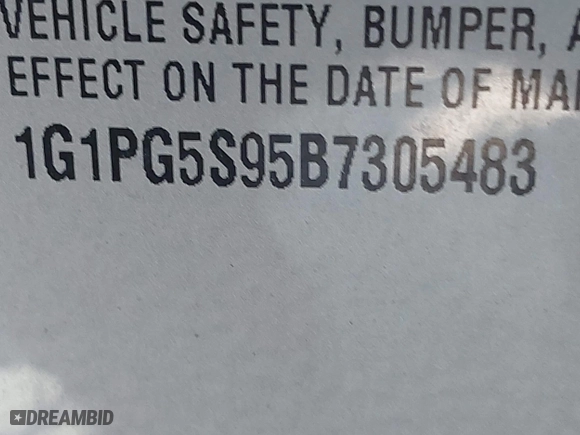 VEHICLE SAFETY, BUMPER,
EFFECT ON THE DATE OF
1G1PG5S95B7305483
DREAMBID